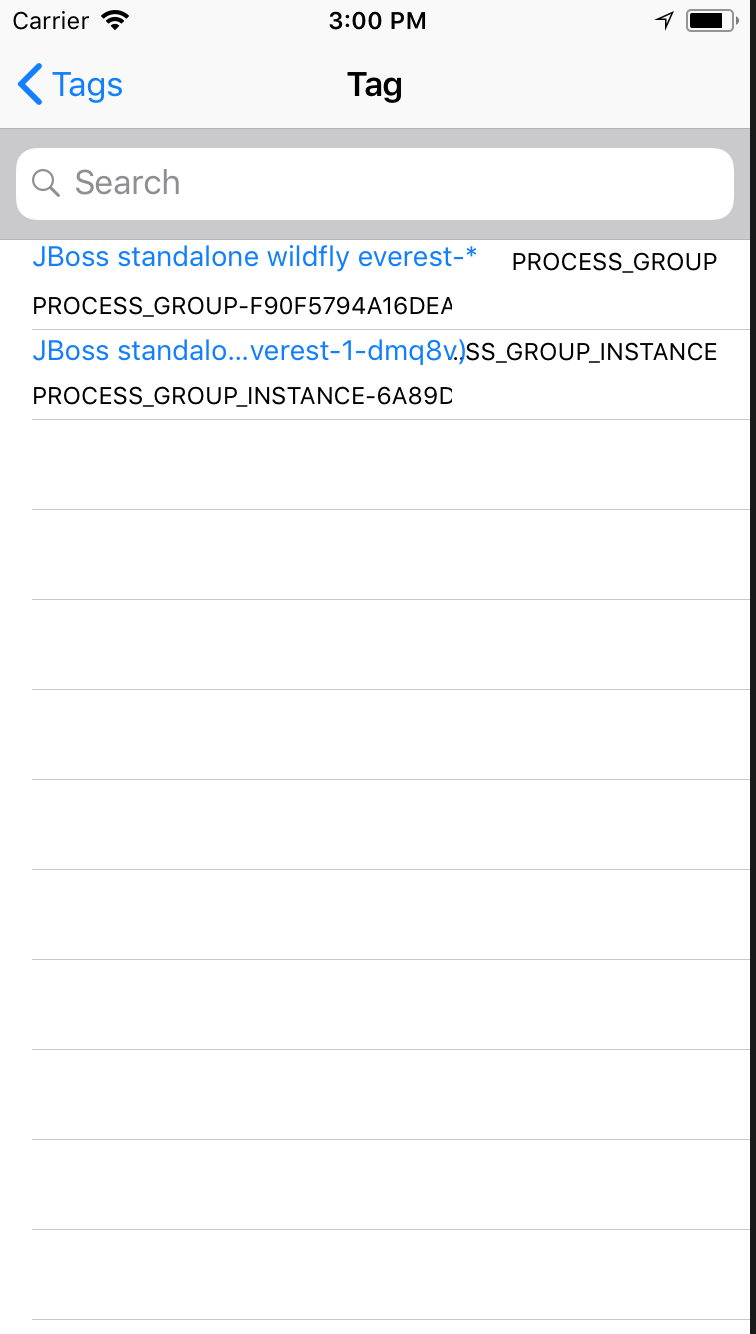 Carrier 3:00 PM
Tags Tag
Search
JBoss standalone wildfly everest-* PROCESS_GROUP
PROCESS_GROUP-F90F5794A16DEA
JBoss standalo...verest-1-dmq8v) ..SS_GROUP_INSTANCE
PROCESS_GROUP_INSTANCE-6A89D